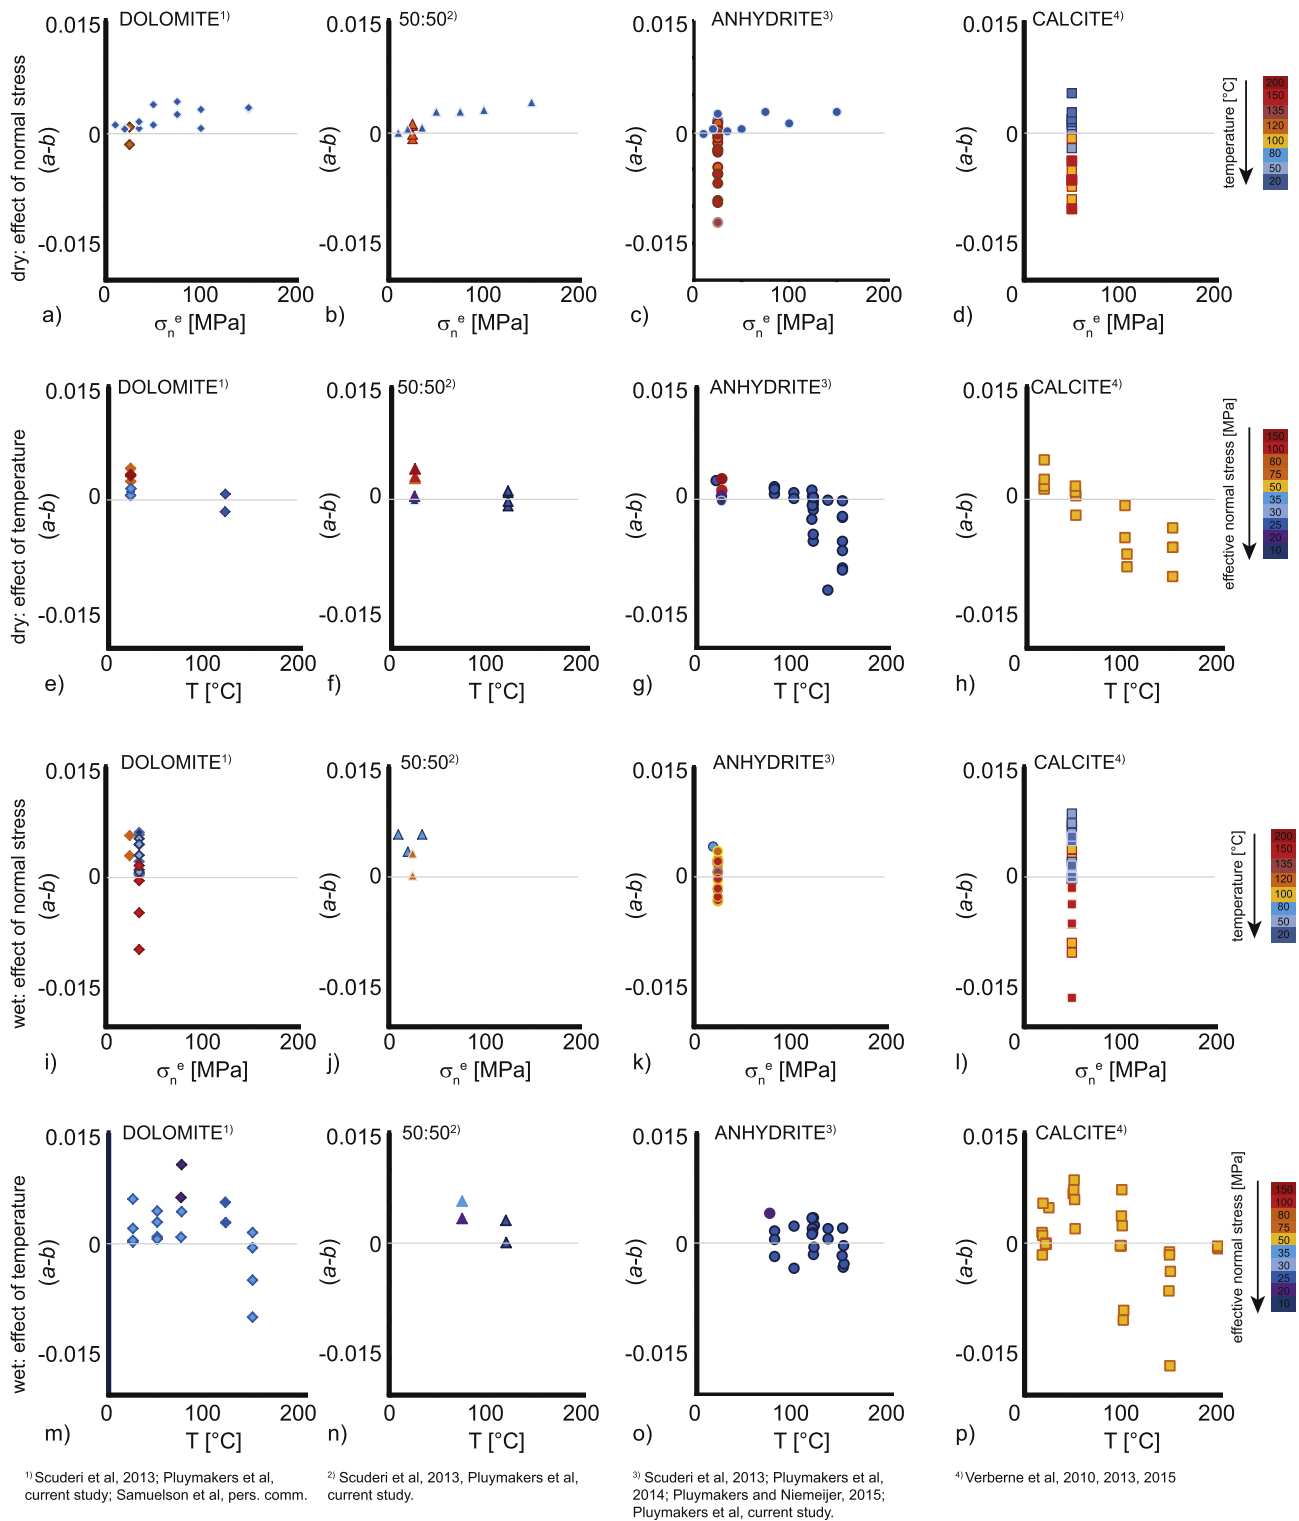 DOLOMITE1)
50:502)
ANHYDRITE3)
CALCITE4)
dry: effect of normal stress
(a-b)
0.015
0
-0.015
0 100 200
a) σne [MPa]
(a-b)
0.015
0
-0.015
0 100 200
b) σne [MPa]
(a-b)
0.015
0
-0.015
0 100 200
c) σne [MPa]
(a-b)
0.015
0
-0.015
0 100 200
d) σne [MPa]
temperature [°C]
200
150
135
120
100
80
50
20
DOLOMITE1)
50:502)
ANHYDRITE3)
CALCITE4)
dry: effect of temperature
(a-b)
0.015
0
-0.015
0 100 200
e) T [°C]
(a-b)
0.015
0
-0.015
0 100 200
f) T [°C]
(a-b)
0.015
0
-0.015
0 100 200
g) T [°C]
(a-b)
0.015
0
-0.015
0 100 200
h) T [°C]
effective normal stress [MPa]
150
100
80
75
50
35
30
25
20
10
DOLOMITE1)
50:502)
ANHYDRITE3)
CALCITE4)
wet: effect of normal stress
(a-b)
0.015
0
-0.015
0 100 200
i) σne [MPa]
(a-b)
0.015
0
-0.015
0 100 200
j) σne [MPa]
(a-b)
0.015
0
-0.015
0 100 200
k) σne [MPa]
(a-b)
0.015
0
-0.015
0 100 200
l) σne [MPa]
temperature [°C]
200
150
135
120
100
80
50
20
DOLOMITE1)
50:502)
ANHYDRITE3)
CALCITE4)
wet: effect of temperature
(a-b)
0.015
0
-0.015
0 100 200
m) T [°C]
(a-b)
0.015
0
-0.015
0 100 200
n) T [°C]
(a-b)
0.015
0
-0.015
0 100 200
o) T [°C]
(a-b)
0.015
0
-0.015
0 100 200
p) T [°C]
effective normal stress [MPa]
150
100
80
75
50
35
30
25
20
10
1) Scuderi et al, 2013; Pluymakers et al,
current study; Samuelson et al, pers. comm.
2) Scuderi et al, 2013, Pluymakers et al,
current study.
3) Scuderi et al, 2013; Pluymakers et al,
2014; Pluymakers and Niemeijer, 2015;
Pluymakers et al, current study.
4) Verberne et al, 2010, 2013, 2015